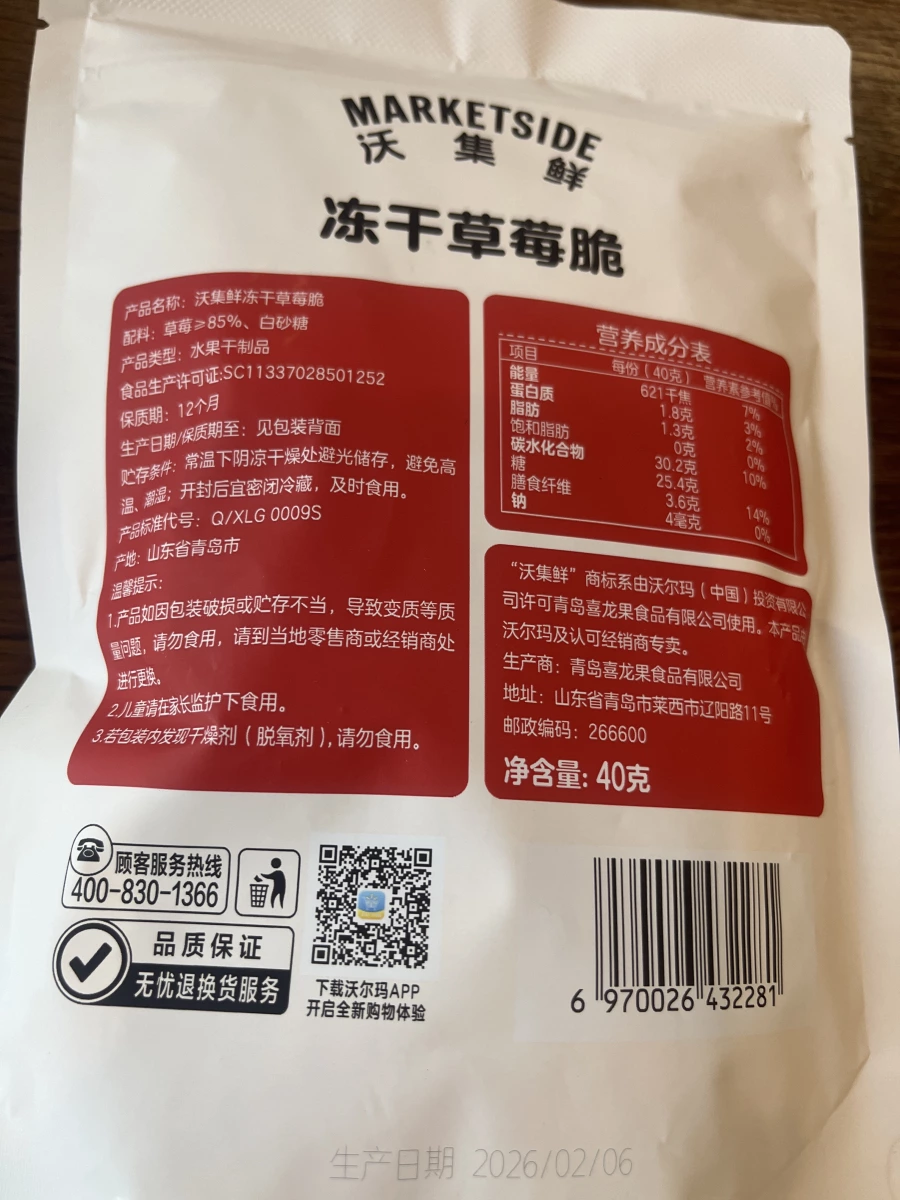 MARKETSIDE
沃集鲜
冻干草莓脆
产品名称：沃集鲜冻干草莓脆
配料：草莓≥85%、白砂糖
产品类型：水果干制品
食品生产许可证:SC11337028501252
保质期：12个月
生产日期/保质期至：见包装背面
贮存条件：常温下阴凉干燥处避光储存，避免高
温、潮湿；开封后宜密闭冷藏，及时食用。
产品标准代号：Q/XLG 0009S
产地：山东省青岛市
温馨提示：
1.产品如因包装破损或贮存不当，导致变质等质
量问题，请勿食用，请到当地零售商或经销商处
进行更换。
2.儿童请在家长监护下食用。
3.若包装内发现干燥剂（脱氧剂），请勿食用。
营养成分表
项目 每份（40克） 营养素参考值%
能量 621千焦 7%
蛋白质 1.8克 3%
脂肪 1.3克 2%
饱和脂肪 0克 0%
碳水化合物 30.2克 10%
糖 25.4克
膳食纤维 3.6克 14%
钠 4毫克 0%
“沃集鲜”商标系由沃尔玛（中国）投资有限公
司许可青岛喜龙果食品有限公司使用。本产品由
沃尔玛及认可经销商专卖。
生产商：青岛喜龙果食品有限公司
地址：山东省青岛市莱西市辽阳路11号
邮政编码：266600
净含量: 40克
顾客服务热线
400-830-1366
品质保证
无忧退换货服务
下载沃尔玛APP
开启全新购物体验
6 970026 432281
生产日期 2026/02/06